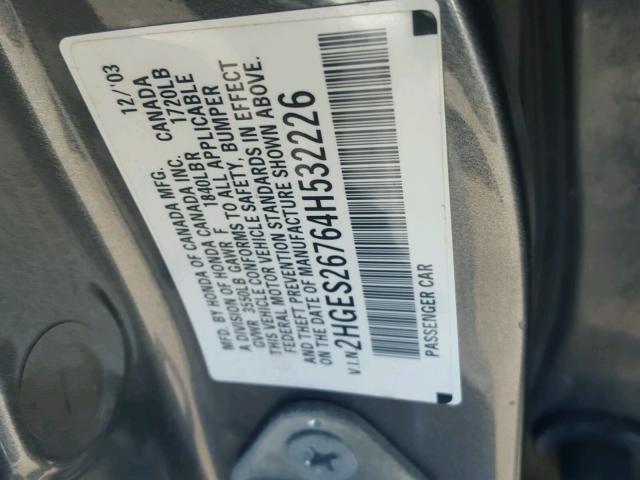 MFD. BY HONDA OF CANADA MFG. 12/'03
A DIVISION OF HONDA CANADA INC. CANADA
GVWR 3550LB GAWR F 1840LBR 1720LB
THIS VEHICLE CONFORMS TO ALL APPLICABLE
FEDERAL MOTOR VEHICLE SAFETY, BUMPER
AND THEFT PREVENTION STANDARDS IN EFFECT
ON THE DATE OF MANUFACTURE SHOWN ABOVE.
V.I.N. 2HGES26764H532226
PASSENGER CAR